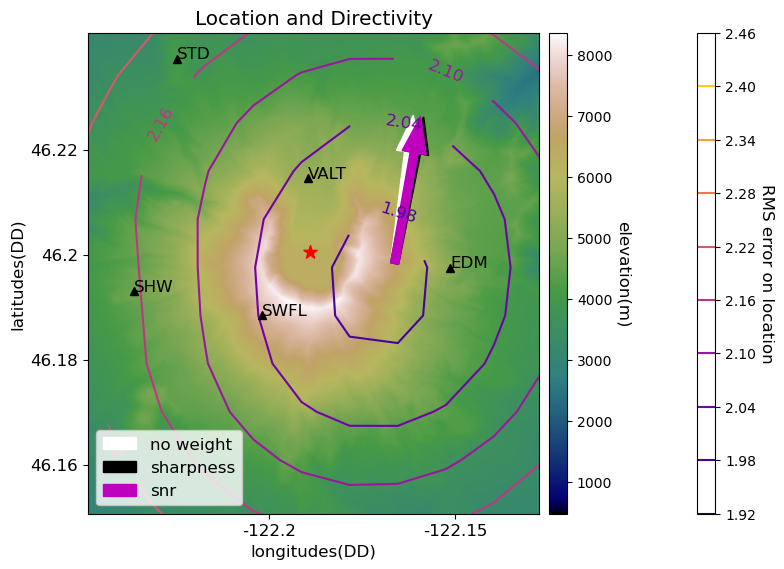 Location and Directivity
STD
2.10
2.16
2.04
VALT
1.98
EDM
SHW
SWFL
46.22
46.2
46.18
46.16
latitudes(DD)
no weight
sharpness
snr
-122.2
-122.15
longitudes(DD)
8000
7000
6000
5000
4000
3000
2000
1000
elevation(m)
2.46
2.40
2.34
2.28
2.22
2.16
2.10
2.04
1.98
1.92
RMS error on location